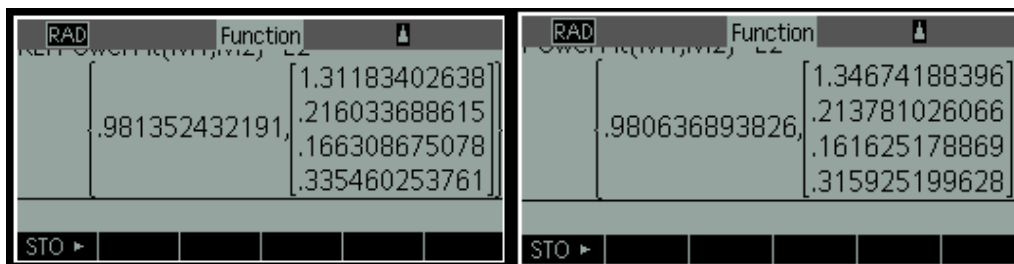 RAD Function
.981352432191, 1.31183402638
.216033688615
.166308675078
.335460253761
STO ►
RAD Function
.980636893826, 1.34674188396
.213781026066
.161625178869
.315925199628
STO ►